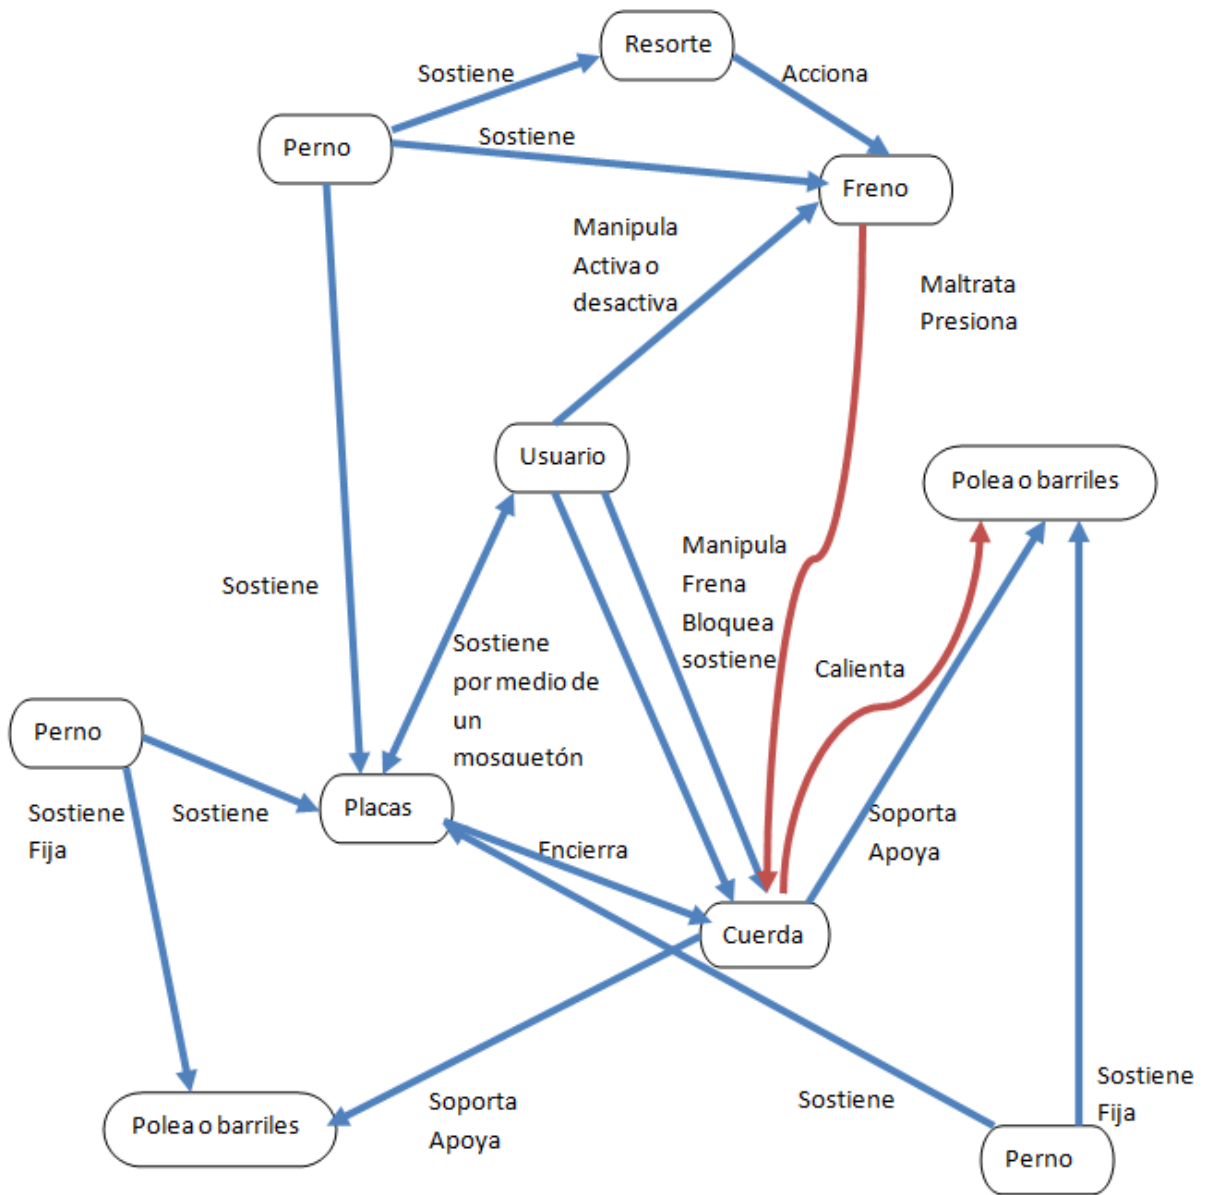 Resorte
Sostiene
Acciona
Sostiene
Perno
Freno
Manipula
Activa o
desactiva
Maltrata
Presiona
Usuario
Polea o barriles
Manipula
Frena
Bloquea
sostiene
Sostiene
Sostiene
por medio de
un
mosquetón
Calienta
Perno
Sostiene
Fija
Sostiene
Placas
Encierra
Soporta
Apoya
Cuerda
Sostiene
Fija
Soporta
Apoya
Sostiene
Polea o barriles
Perno